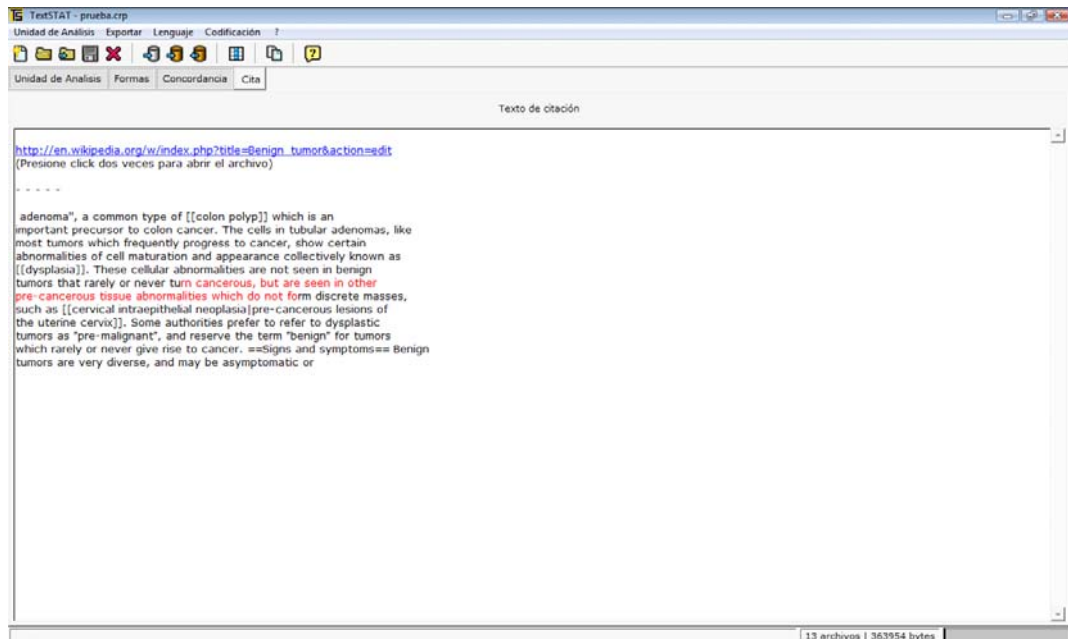 TextSTAT - prueba.crp
Unidad de Análisis Exportar Lenguaje Codificación ?
Unidad de Analisis Formas Concordancia Cita
Texto de citación
http://en.wikipedia.org/w/index.php?title=Benign_tumor&action=edit
(Presione click dos veces para abrir el archivo)
- - - - -
adenoma", a common type of [[colon polyp]] which is an
important precursor to colon cancer. The cells in tubular adenomas, like
most tumors which frequently progress to cancer, show certain
abnormalities of cell maturation and appearance collectively known as
[[dysplasia]]. These cellular abnormalities are not seen in benign
tumors that rarely or never turn cancerous, but are seen in other
pre-cancerous tissue abnormalities which do not form discrete masses,
such as [[cervical intraepithelial neoplasia|pre-cancerous lesions of
the uterine cervix]]. Some authorities prefer to refer to dysplastic
tumors as "pre-malignant", and reserve the term "benign" for tumors
which rarely or never give rise to cancer. ==Signs and symptoms== Benign
tumors are very diverse, and may be asymptomatic or
13 archivos | 363954 bytes